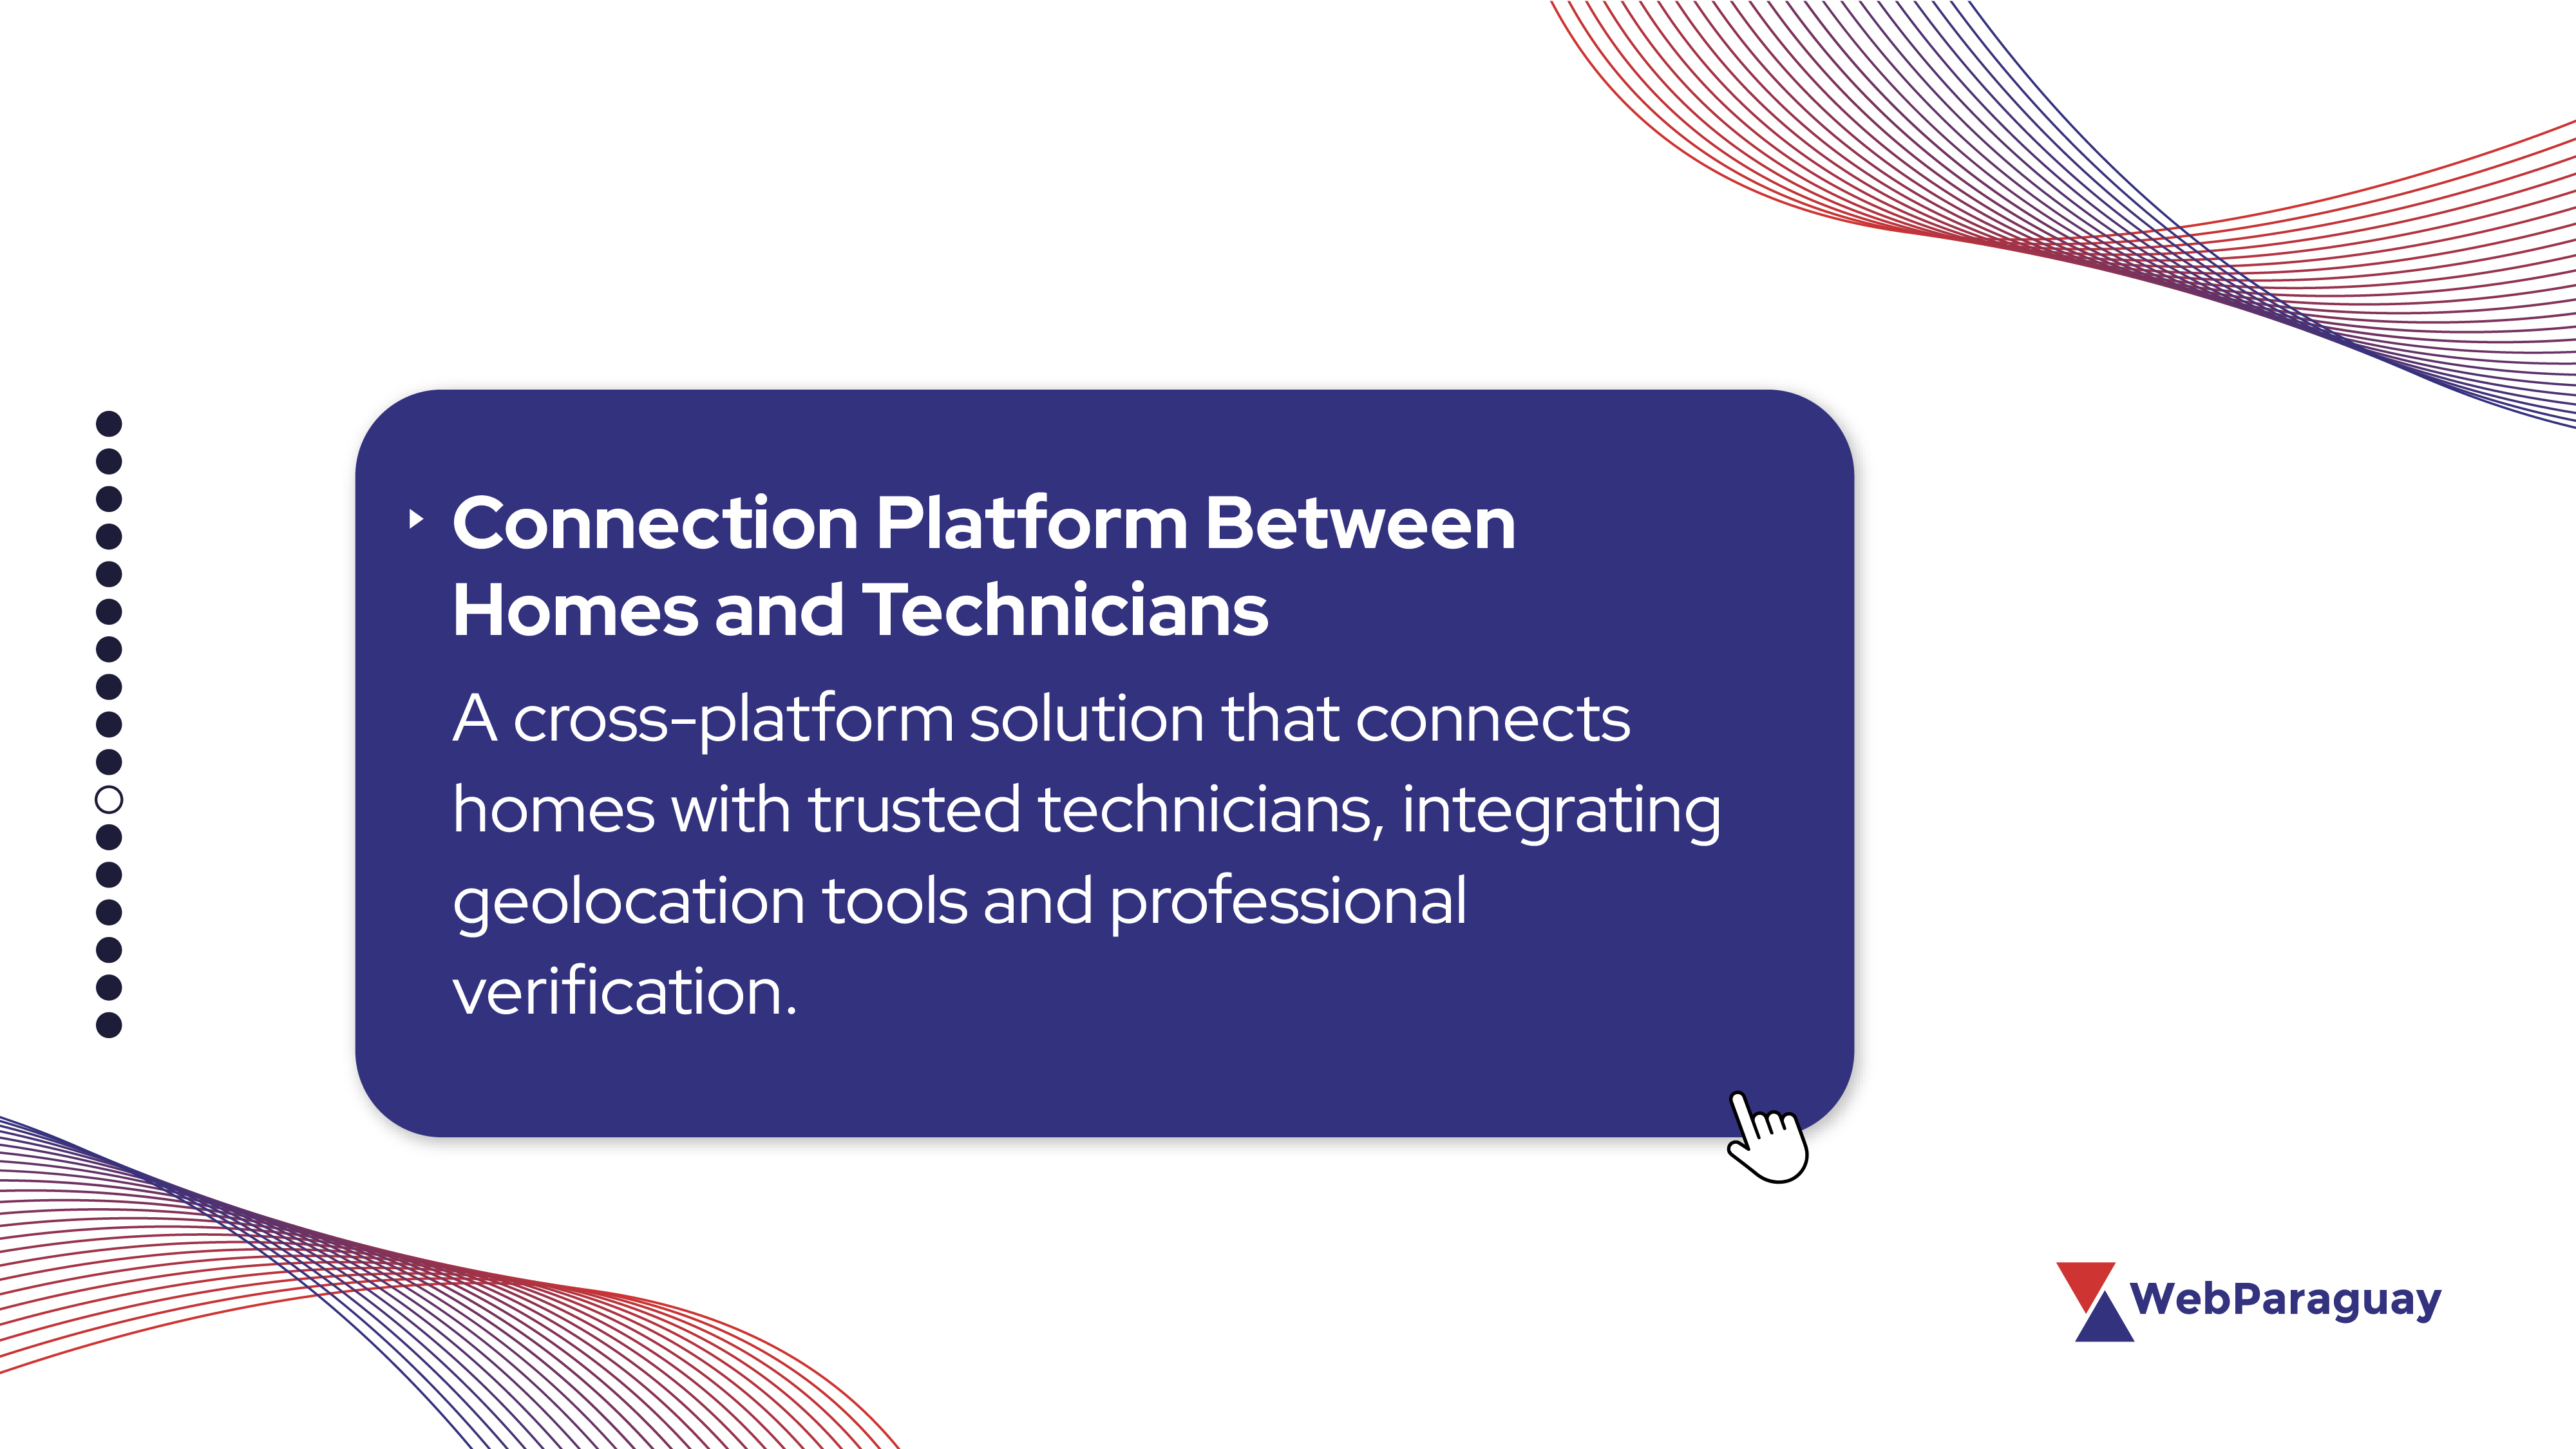 Connection Platform Between
Homes and Technicians
A cross-platform solution that connects
homes with trusted technicians, integrating
geolocation tools and professional
verification.
WebParaguay